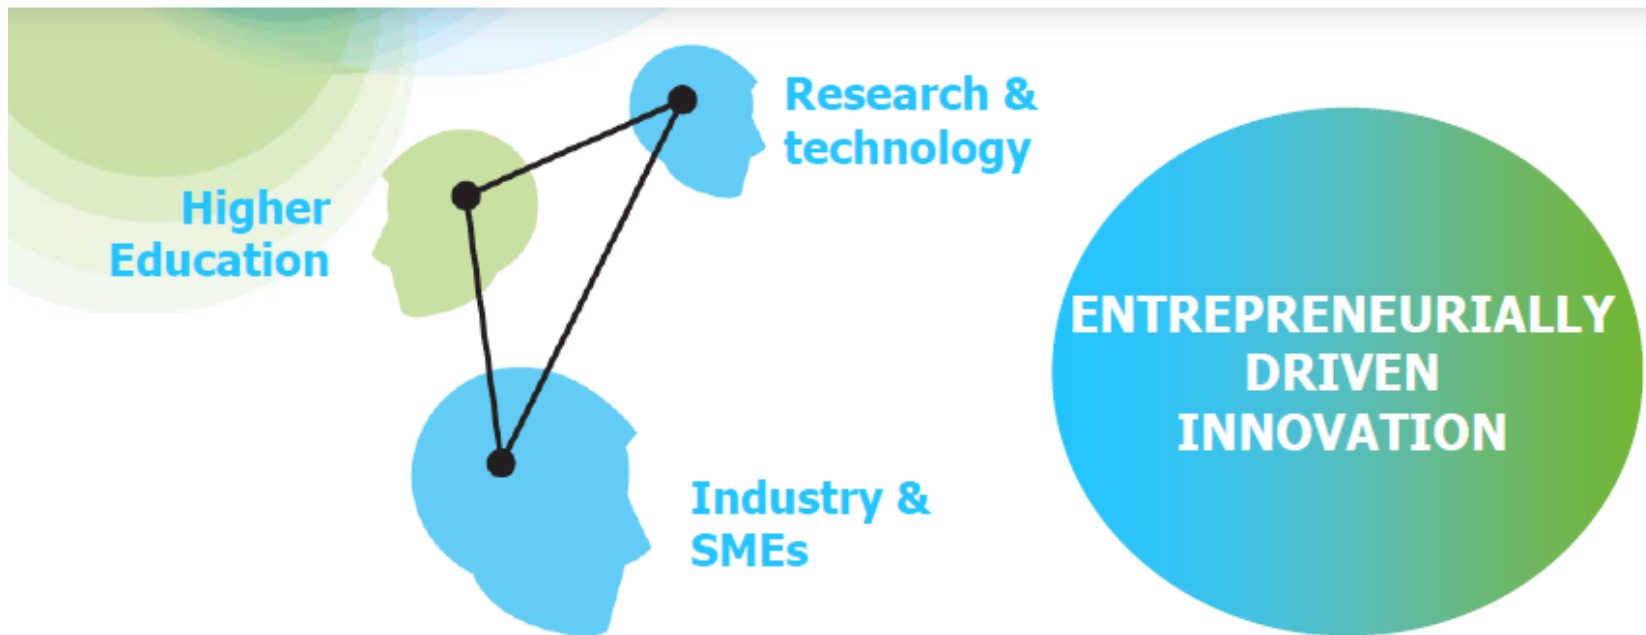 Research &
technology
Higher
Education
ENTREPRENEURIALLY
DRIVEN
INNOVATION
Industry &
SMEs